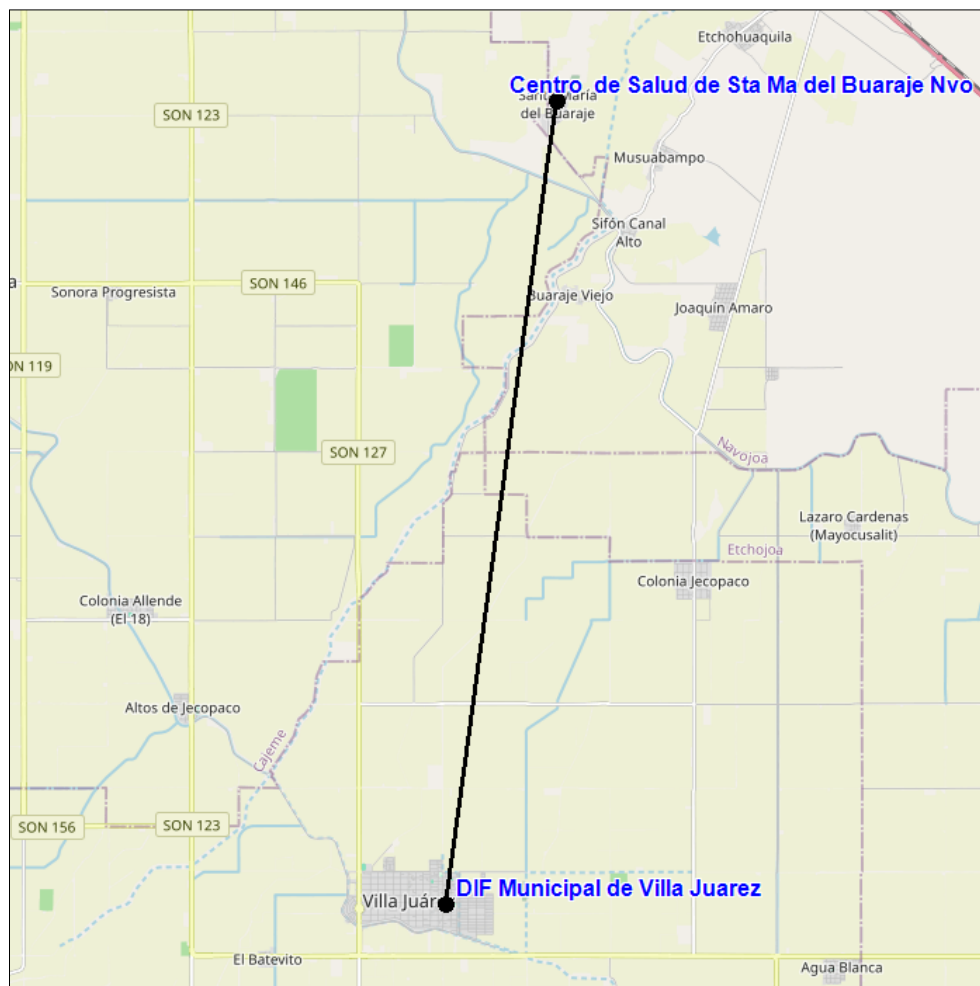 Etchohuaquila
Centro de Salud de Sta Ma del Buaraje Nvo
Santa María
del Buaraje
SON 123
Musuabampo
Sifón Canal
Alto
SON 146
Sonora Progresista
Buaraje Viejo
Joaquín Amaro
SON 127
Navojoa
Lazaro Cardenas
(Mayocusalit)
Etchojoa
Colonia Jecopaco
Colonia Allende
(El 18)
Altos de Jecopaco
Cajeme
SON 156
SON 123
DIF Municipal de Villa Juarez
El Batevito
Agua Blanca